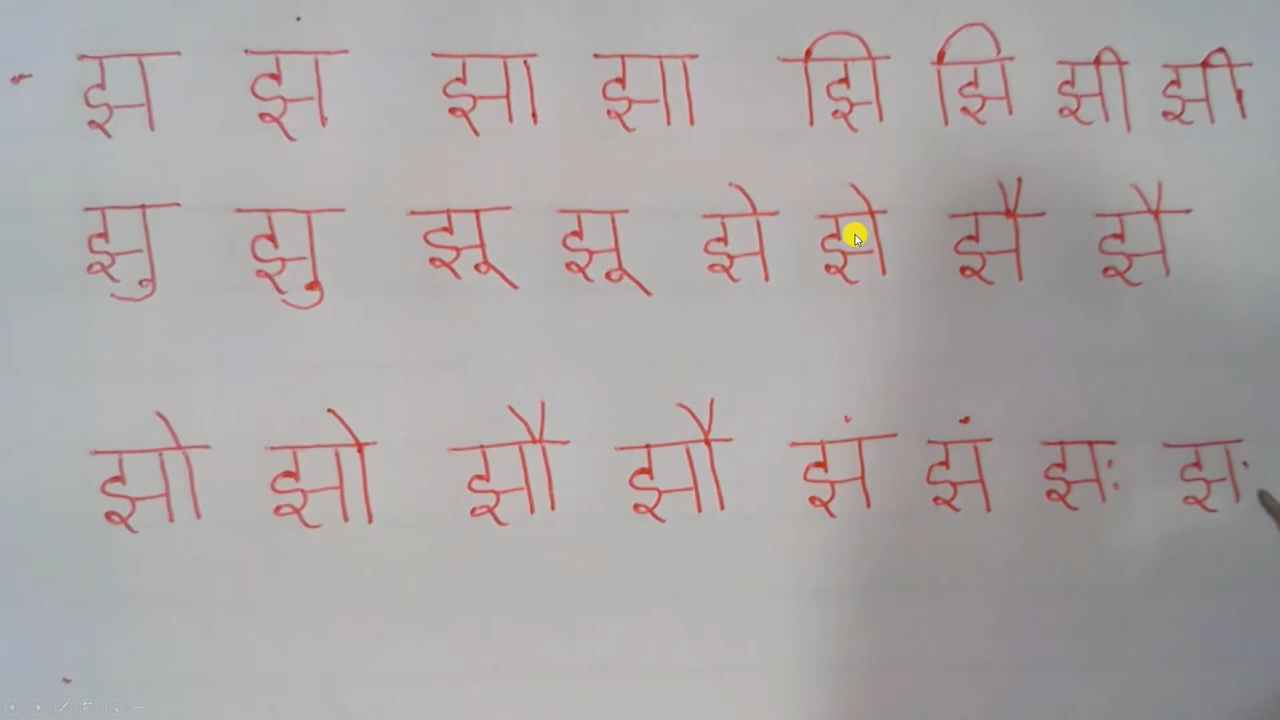 झ झ झा झा झि झि झी झी
झु झु झू झू झे झे झै झै
झो झो झौ झौ झं झं झः झः